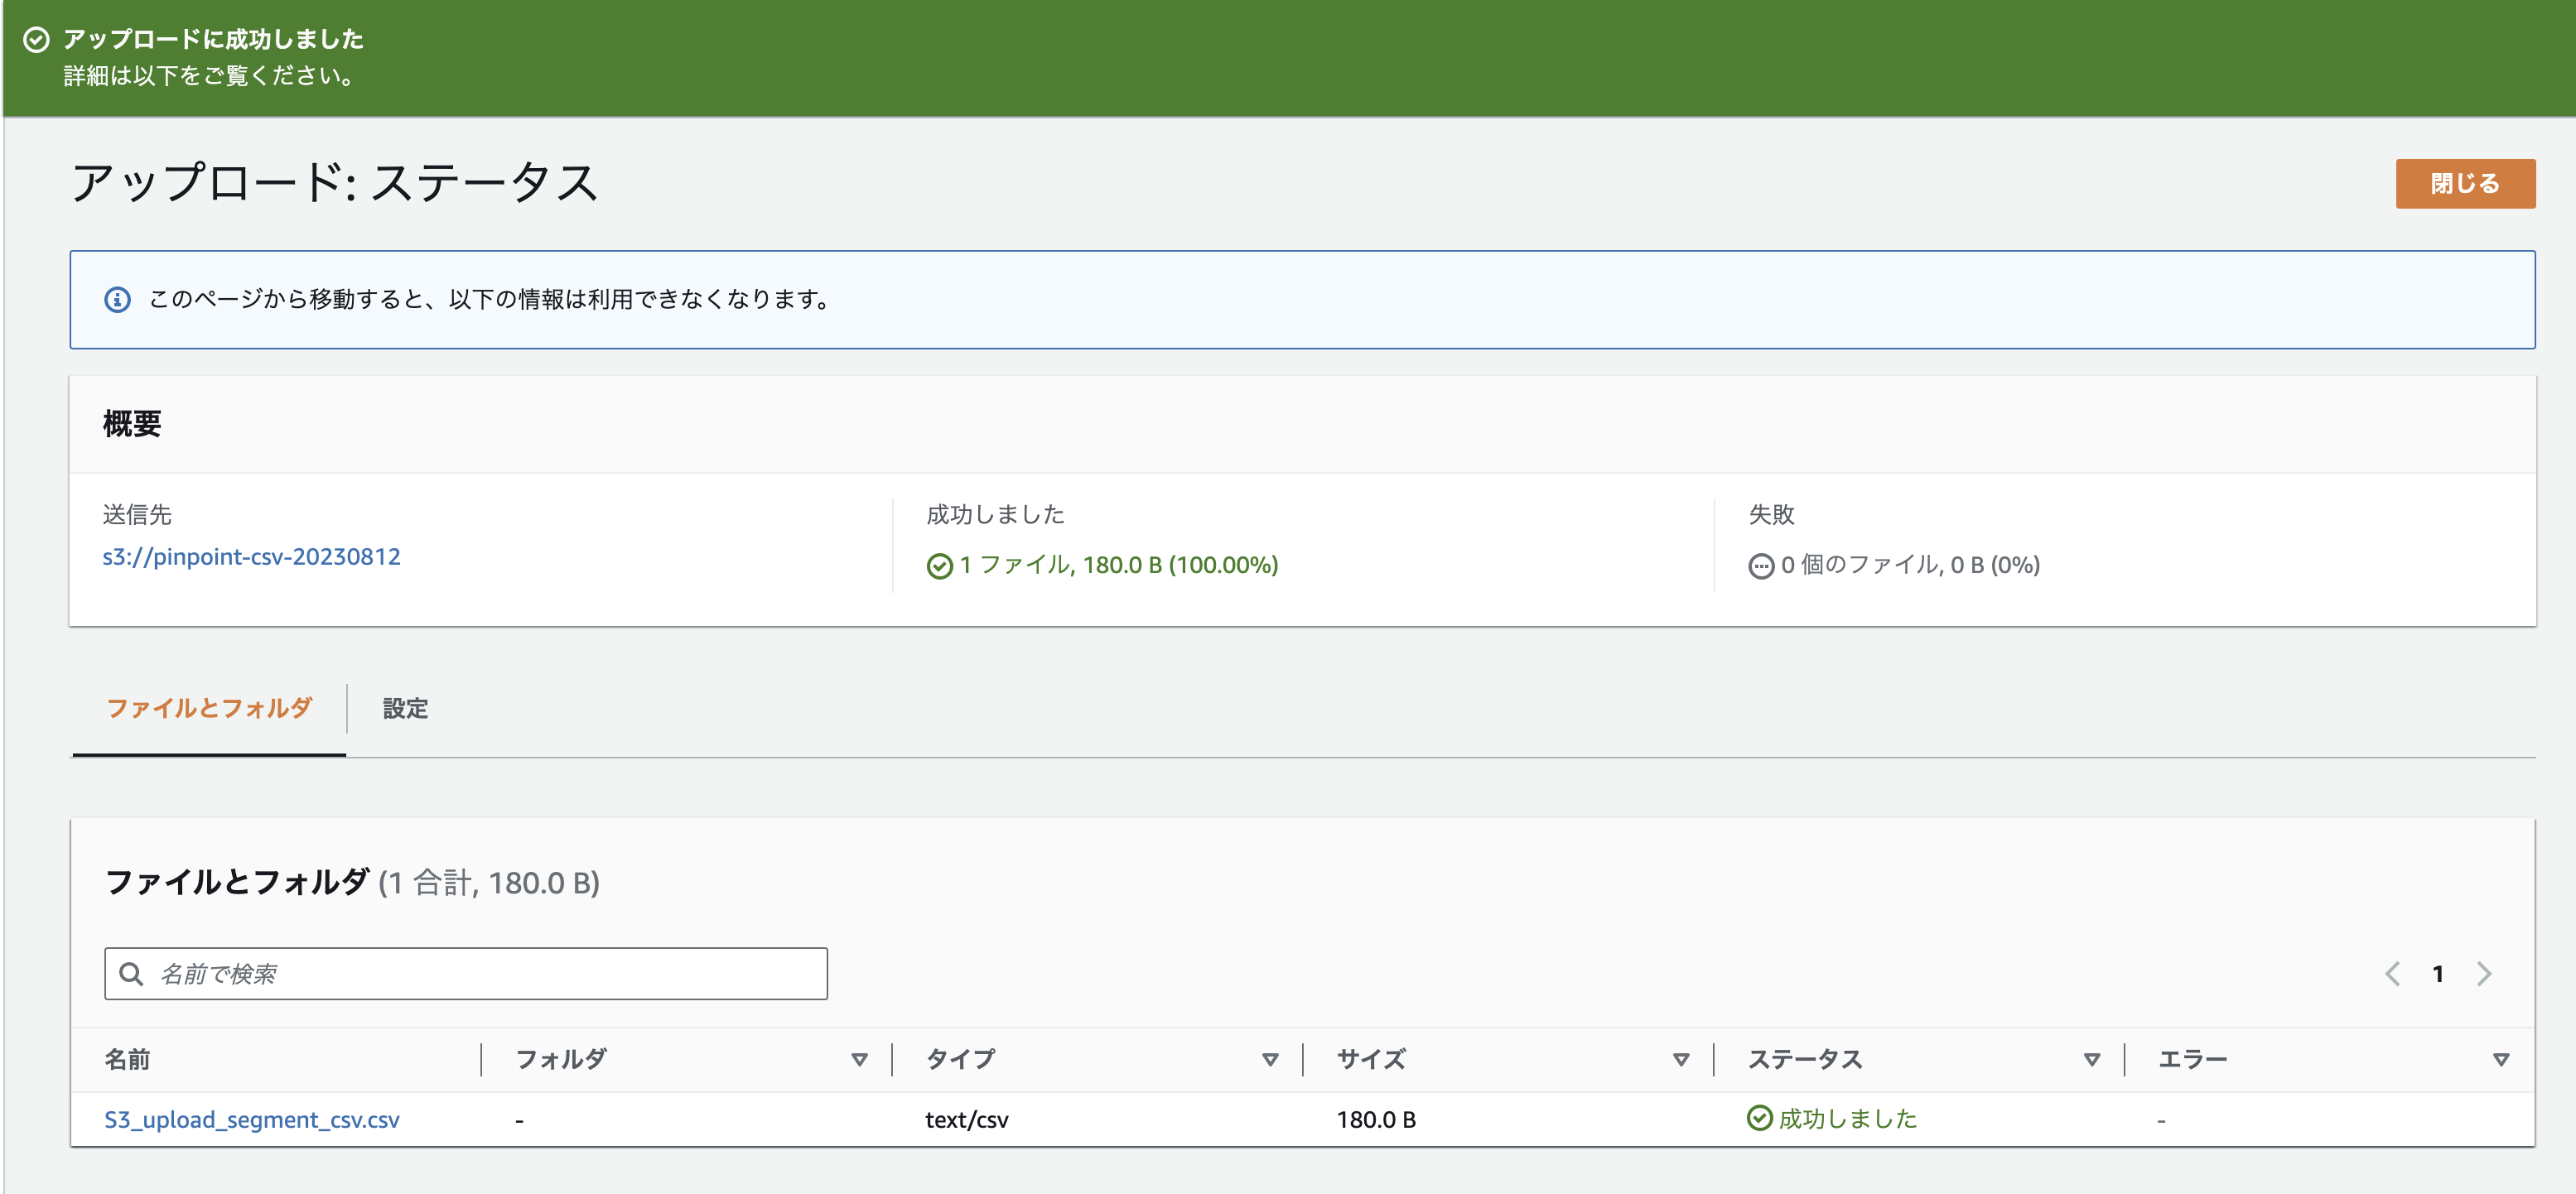 アップロードに成功しました
詳細は以下をご覧ください。
アップロード: ステータス
閉じる
このページから移動すると、以下の情報は利用できなくなります。
概要
送信先
s3://pinpoint-csv-20230812
成功しました
1 ファイル, 180.0 B (100.00%)
失敗
0 個のファイル, 0 B (0%)
ファイルとフォルダ
設定
ファイルとフォルダ (1 合計, 180.0 B)
名前で検索
1
名前 フォルダ タイプ サイズ ステータス エラー
S3_upload_segment_csv.csv - text/csv 180.0 B 成功しました -